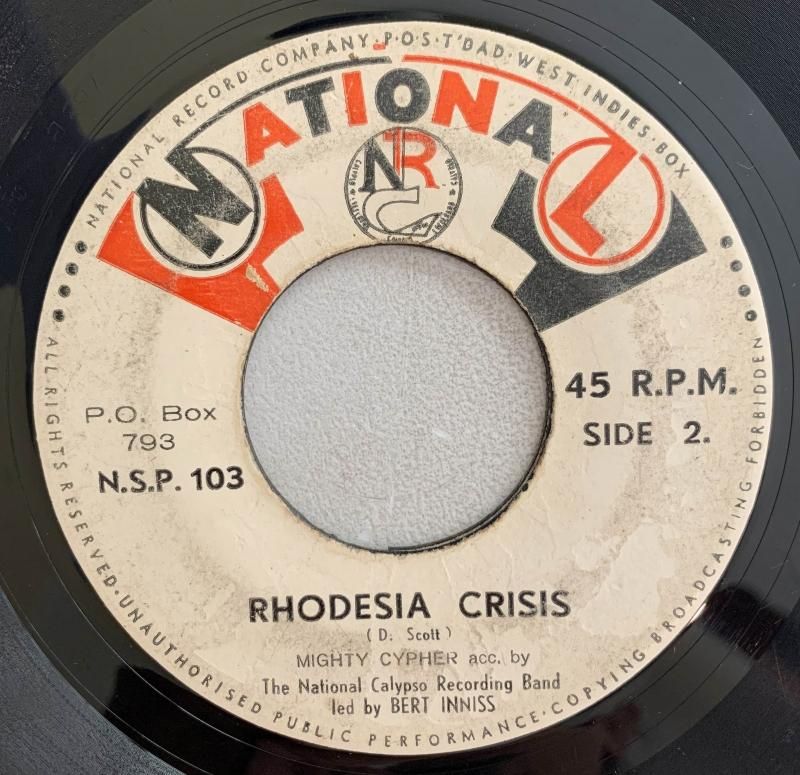 NATIONAL RECORD COMPANY·P·O·S·T'DAD·WEST INDIES·BOX
NATIONAL
NR
P.O. Box
793
N.S.P. 103
45 R.P.M.
SIDE 2.
RHODESIA CRISIS
( D: Scott )
MIGHTY CYPHER acc. by
The National Calypso Recording Band
led by BERT INNISS
ALL RIGHTS RESERVED·UNAUTHORISED PUBLIC PERFORMANCE·COPYING BROADCASTING FORBIDDEN